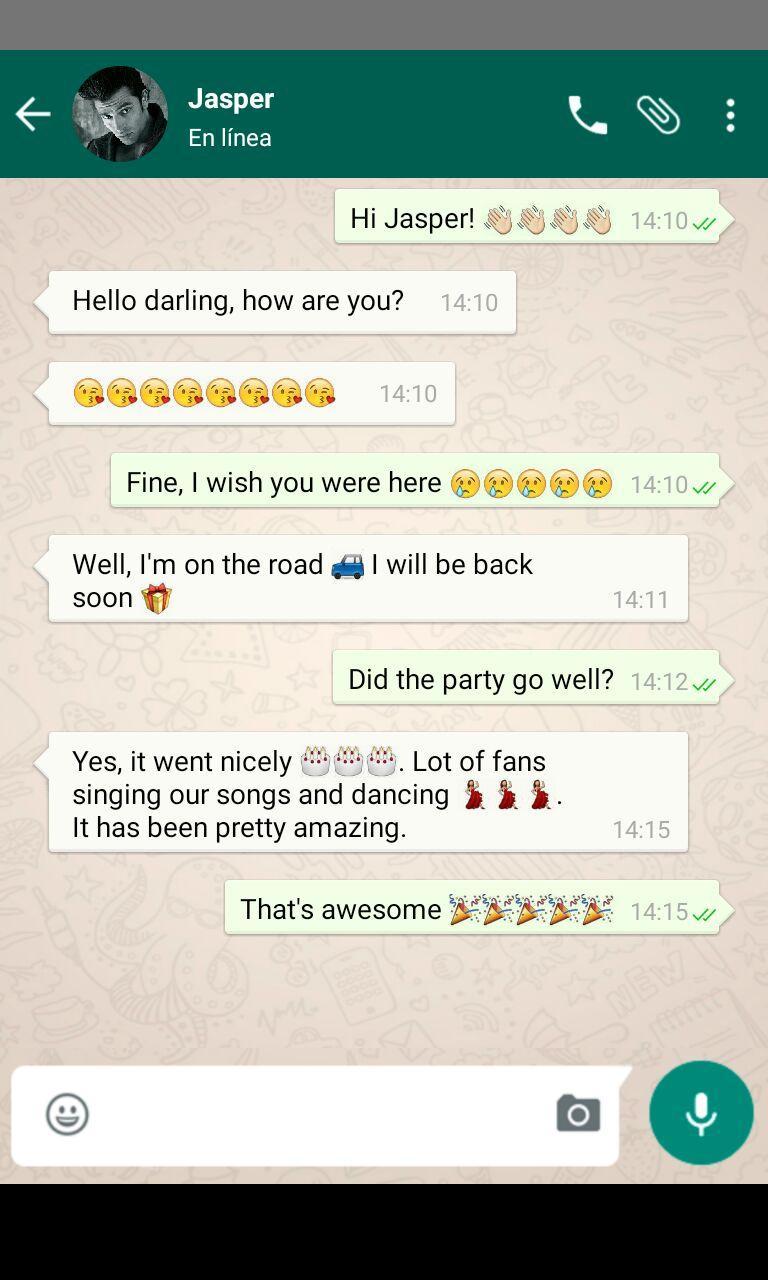 Jasper
En línea
Hi Jasper! 👋🏼👋🏼👋🏼👋🏼 14:10
Hello darling, how are you? 14:10
😘😘😘😘😘😘😘😘 14:10
Fine, I wish you were here 😢😢😢😢😢 14:10
Well, I'm on the road 🚙 I will be back
soon 🎁 14:11
Did the party go well? 14:12
Yes, it went nicely 🎂🎂🎂. Lot of fans
singing our songs and dancing 💃💃💃.
It has been pretty amazing. 14:15
That's awesome 🎉🎉🎉🎉🎉 14:15